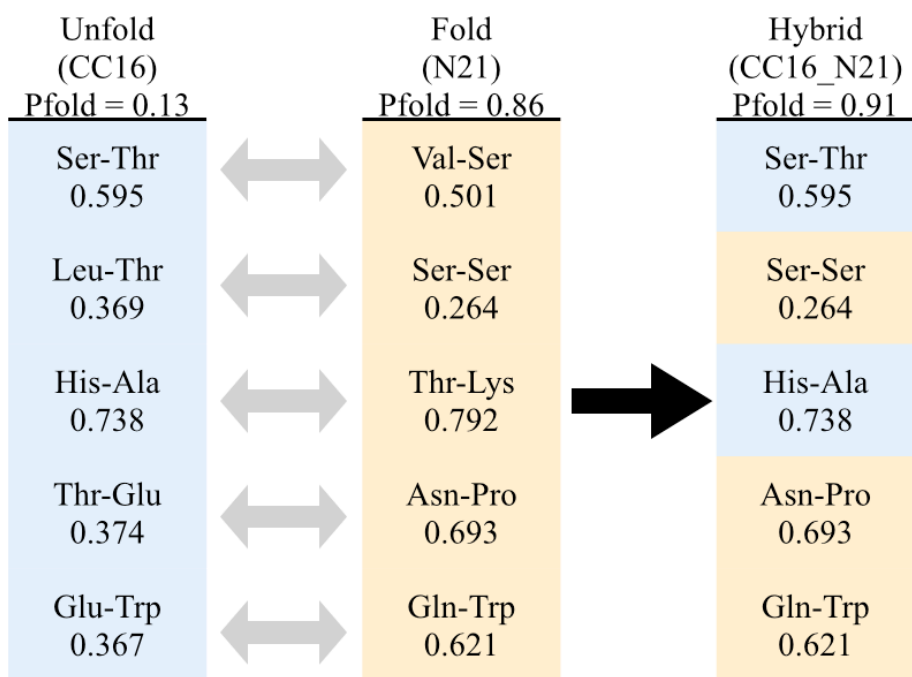 Unfold
(CC16)
Pfold = 0.13
Ser-Thr
0.595
Leu-Thr
0.369
His-Ala
0.738
Thr-Glu
0.374
Glu-Trp
0.367
Fold
(N21)
Pfold = 0.86
Val-Ser
0.501
Ser-Ser
0.264
Thr-Lys
0.792
Asn-Pro
0.693
Gln-Trp
0.621
Hybrid
(CC16_N21)
Pfold = 0.91
Ser-Thr
0.595
Ser-Ser
0.264
His-Ala
0.738
Asn-Pro
0.693
Gln-Trp
0.621